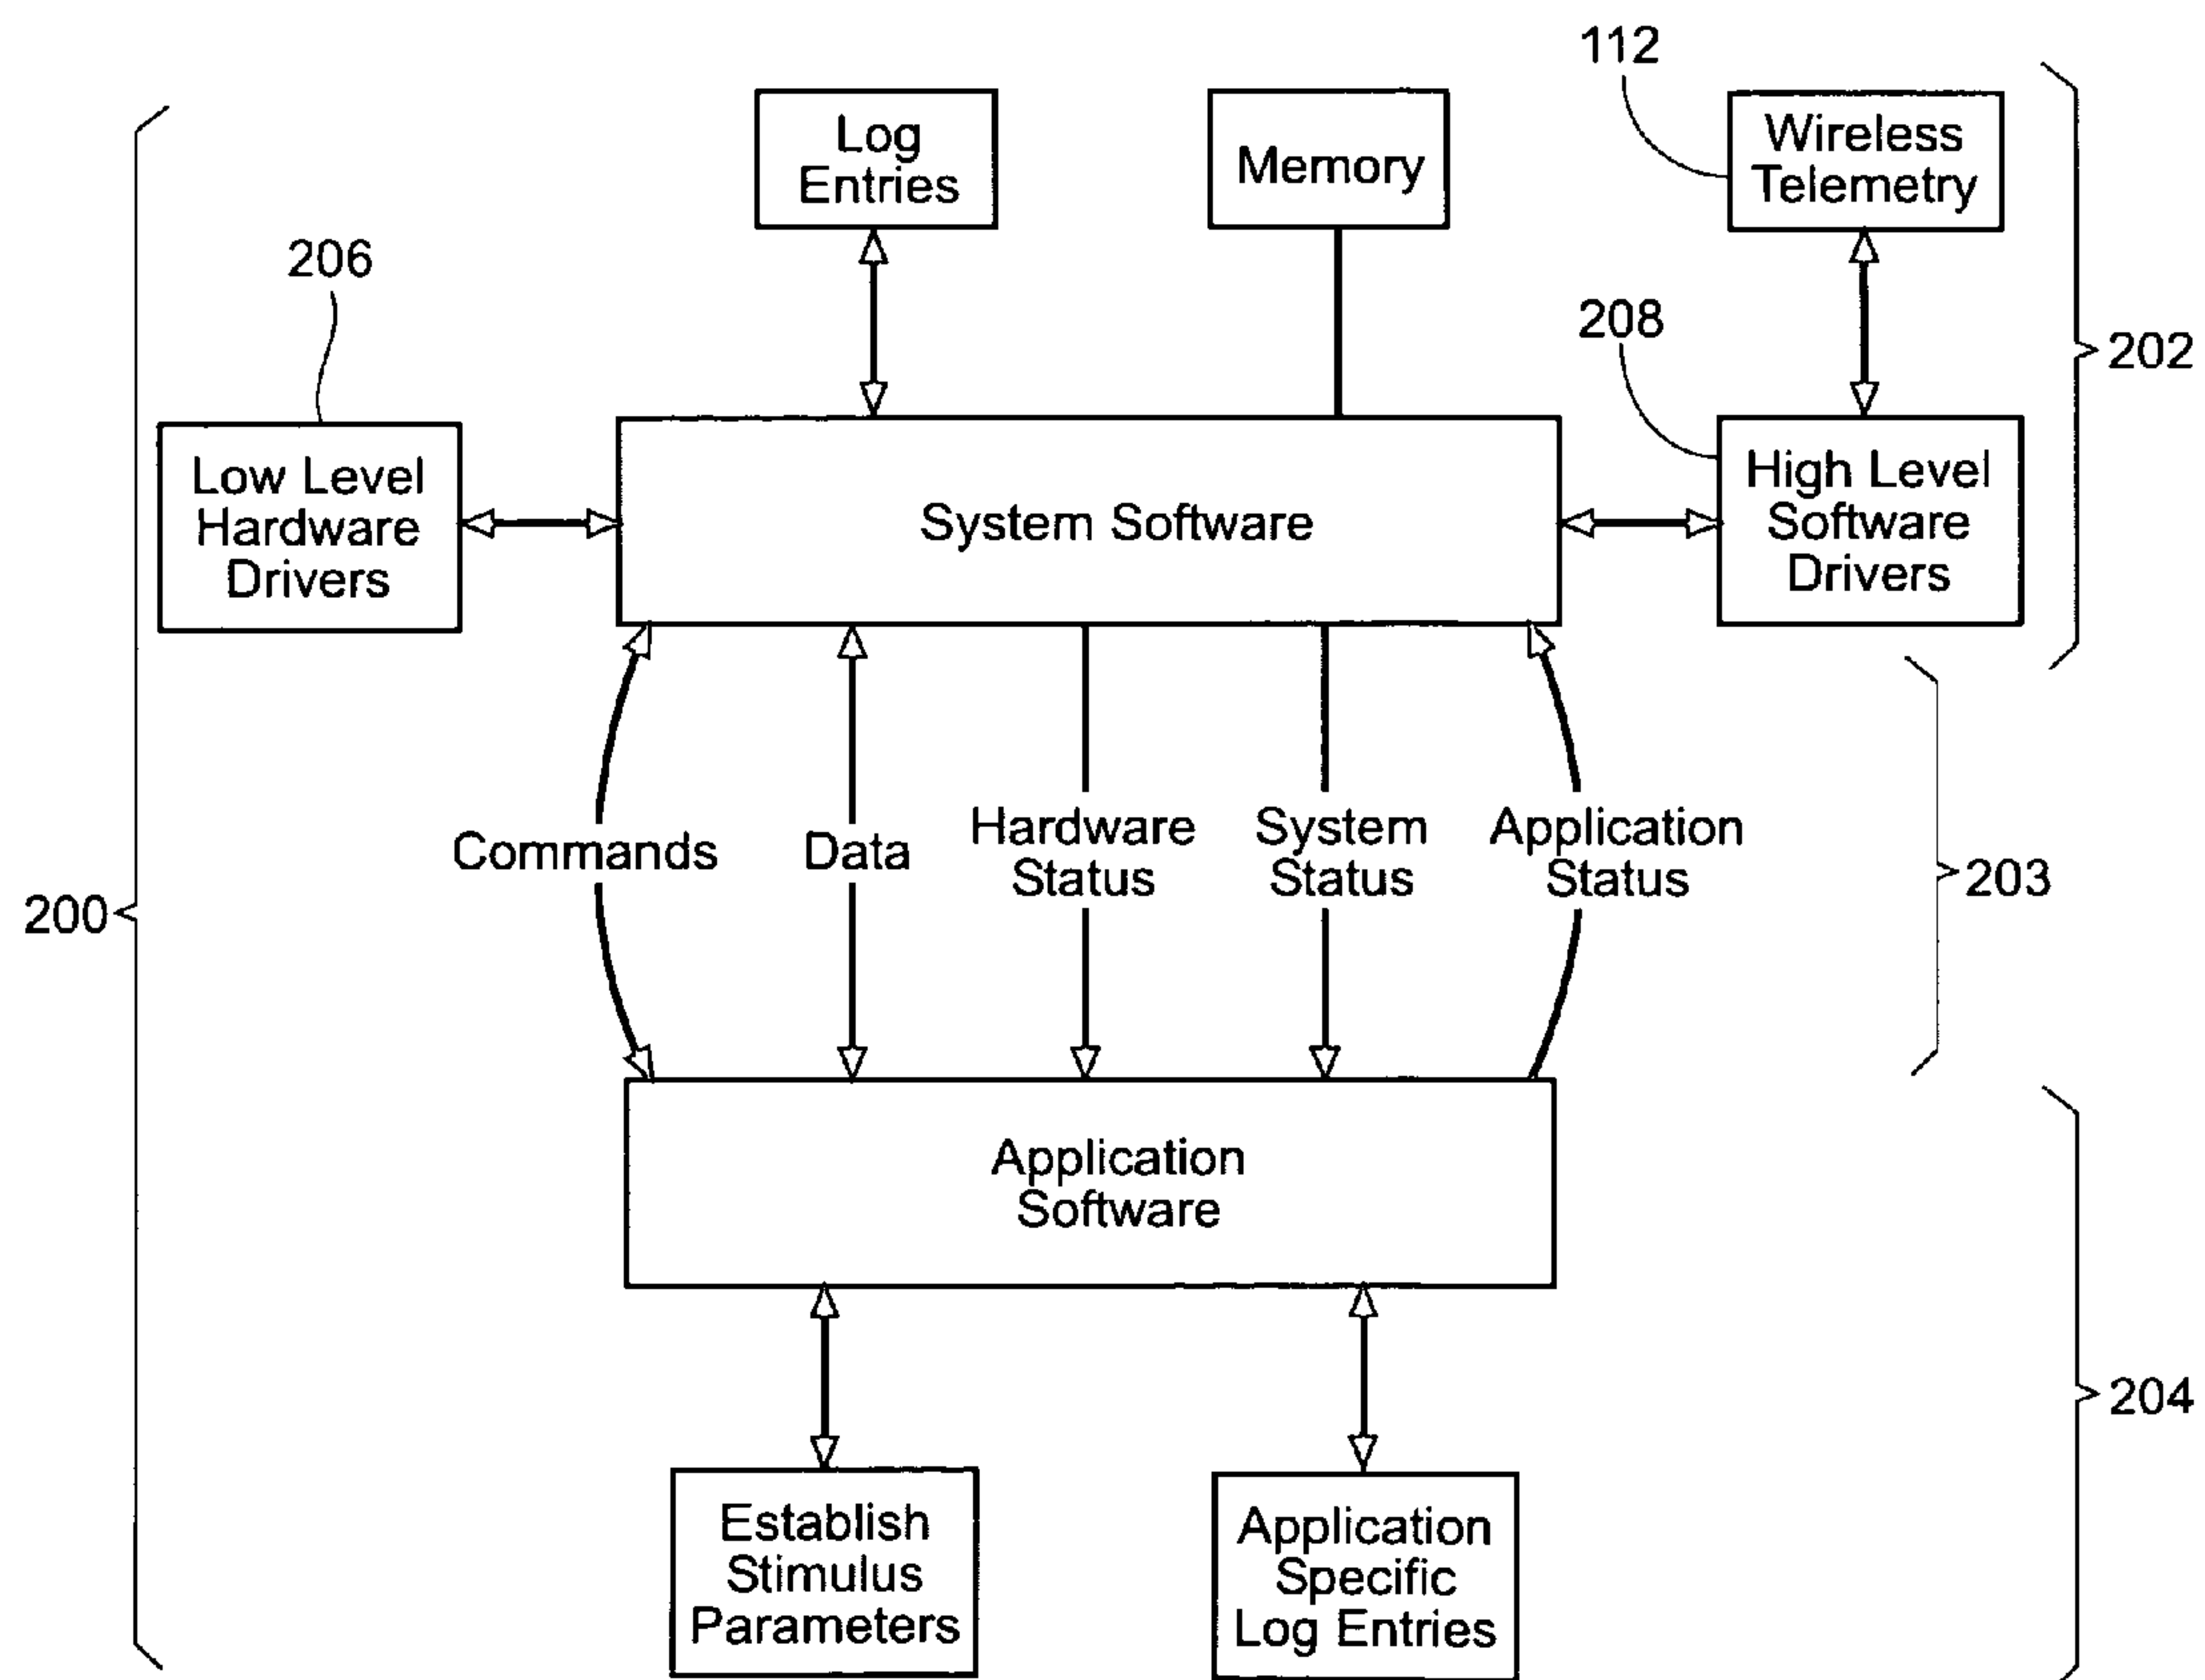 112
Log
Entries
Memory
Wireless
Telemetry
206
208
202
Low Level
Hardware
Drivers
System Software
High Level
Software
Drivers
Commands
Data
Hardware
Status
System
Status
Application
Status
200
203
Application
Software
204
Establish
Stimulus
Parameters
Application
Specific
Log Entries